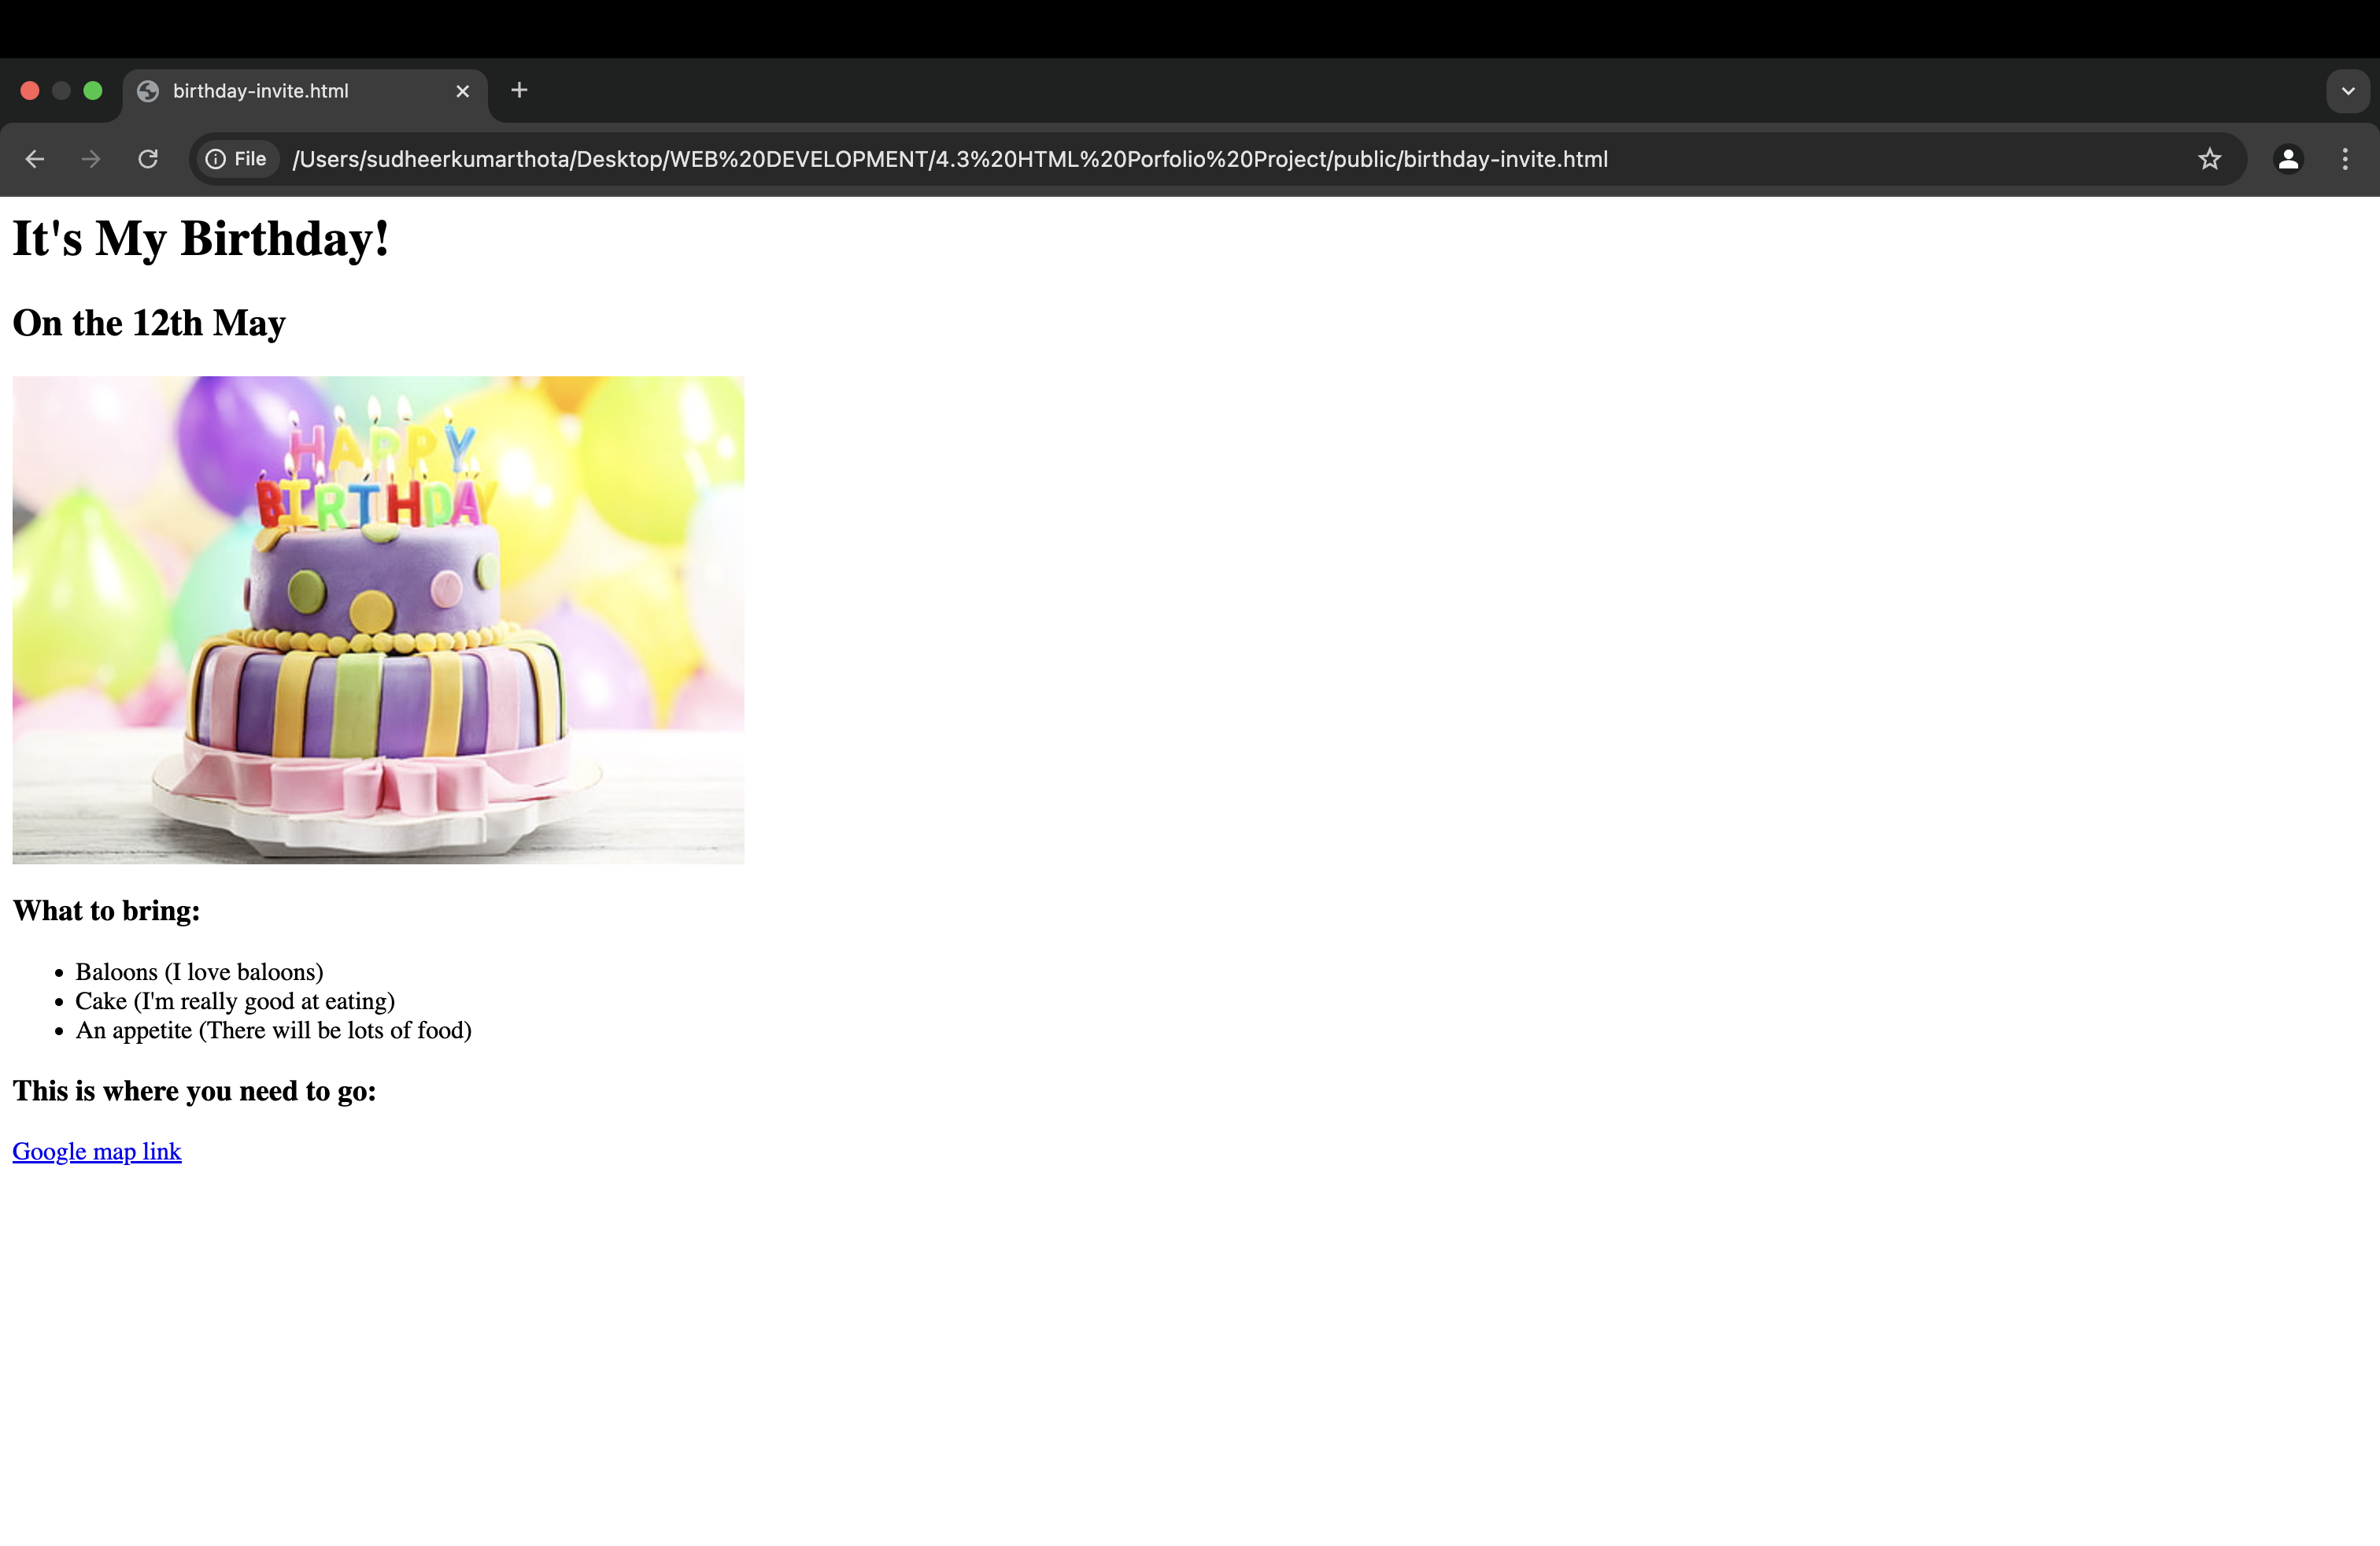 birthday-invite.html
File /Users/sudheerkumarthota/Desktop/WEB%20DEVELOPMENT/4.3%20HTML%20Porfolio%20Project/public/birthday-invite.html
It's My Birthday!
On the 12th May
HAPPY
BIRTHDAY
What to bring:
Baloons (I love baloons)
Cake (I'm really good at eating)
An appetite (There will be lots of food)
This is where you need to go:
Google map link